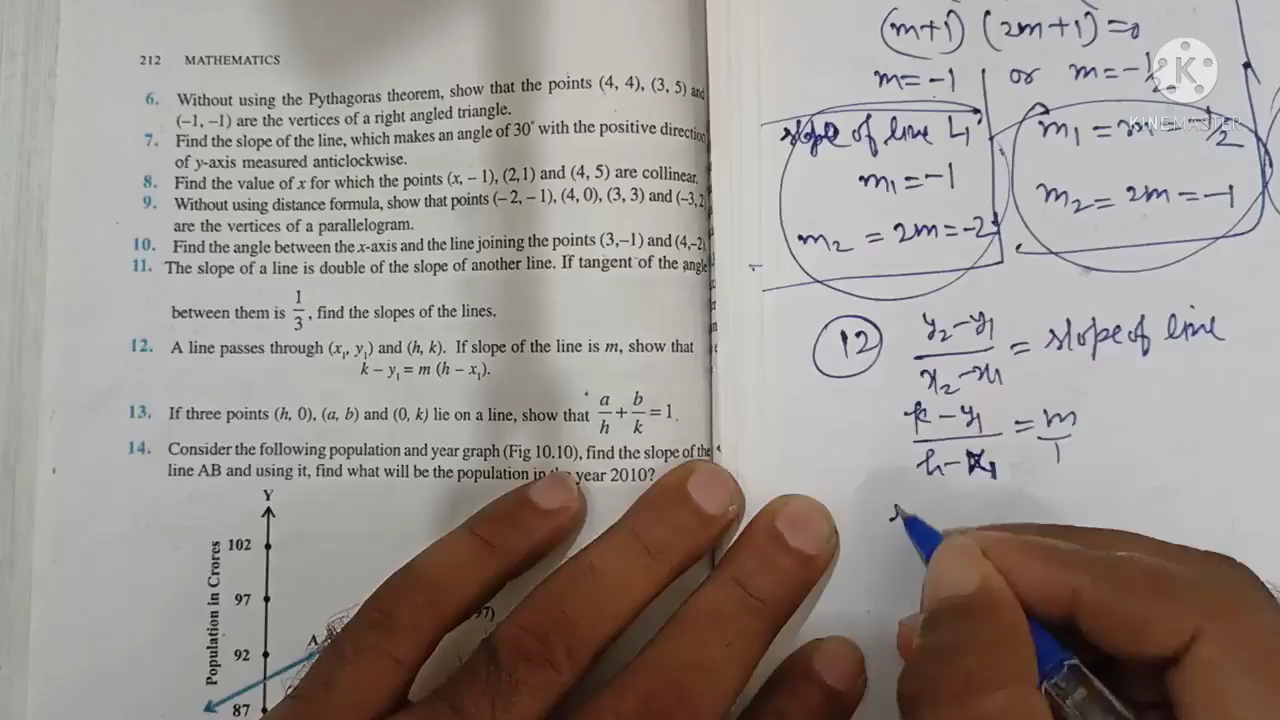 212 MATHEMATICS
6. Without using the Pythagoras theorem, show that the points (4, 4), (3, 5) and
(−1, −1) are the vertices of a right angled triangle.
7. Find the slope of the line, which makes an angle of 30° with the positive direction
of y-axis measured anticlockwise.
8. Find the value of x for which the points (x, − 1), (2,1) and (4, 5) are collinear.
9. Without using distance formula, show that points (− 2, − 1), (4, 0), (3, 3) and (−3, 2
are the vertices of a parallelogram.
10. Find the angle between the x-axis and the line joining the points (3,−1) and (4,−2
11. The slope of a line is double of the slope of another line. If tangent of the angle
between them is 1/3, find the slopes of the lines.
12. A line passes through (x₁, y₁) and (h, k). If slope of the line is m, show that
k − y₁ = m (h − x₁).
13. If three points (h, 0), (a, b) and (0, k) lie on a line, show that a/h + b/k = 1.
14. Consider the following population and year graph (Fig 10.10), find the slope of the
line AB and using it, find what will be the population in the year 2010?
Y
Population in Crores
102
97
92
87
A
97)
(m+1) (2m+1)=0
m = −1 or m = −1/2
slope of line L₁
m₁ = −1
m₂ = 2m = −2
m₁ = m 1/2
m₂ = 2m = −1
12 y₂−y₁/x₂−x₁ = slope of line
k−y₁/h−x₁ = m/1
K
KINEMASTER